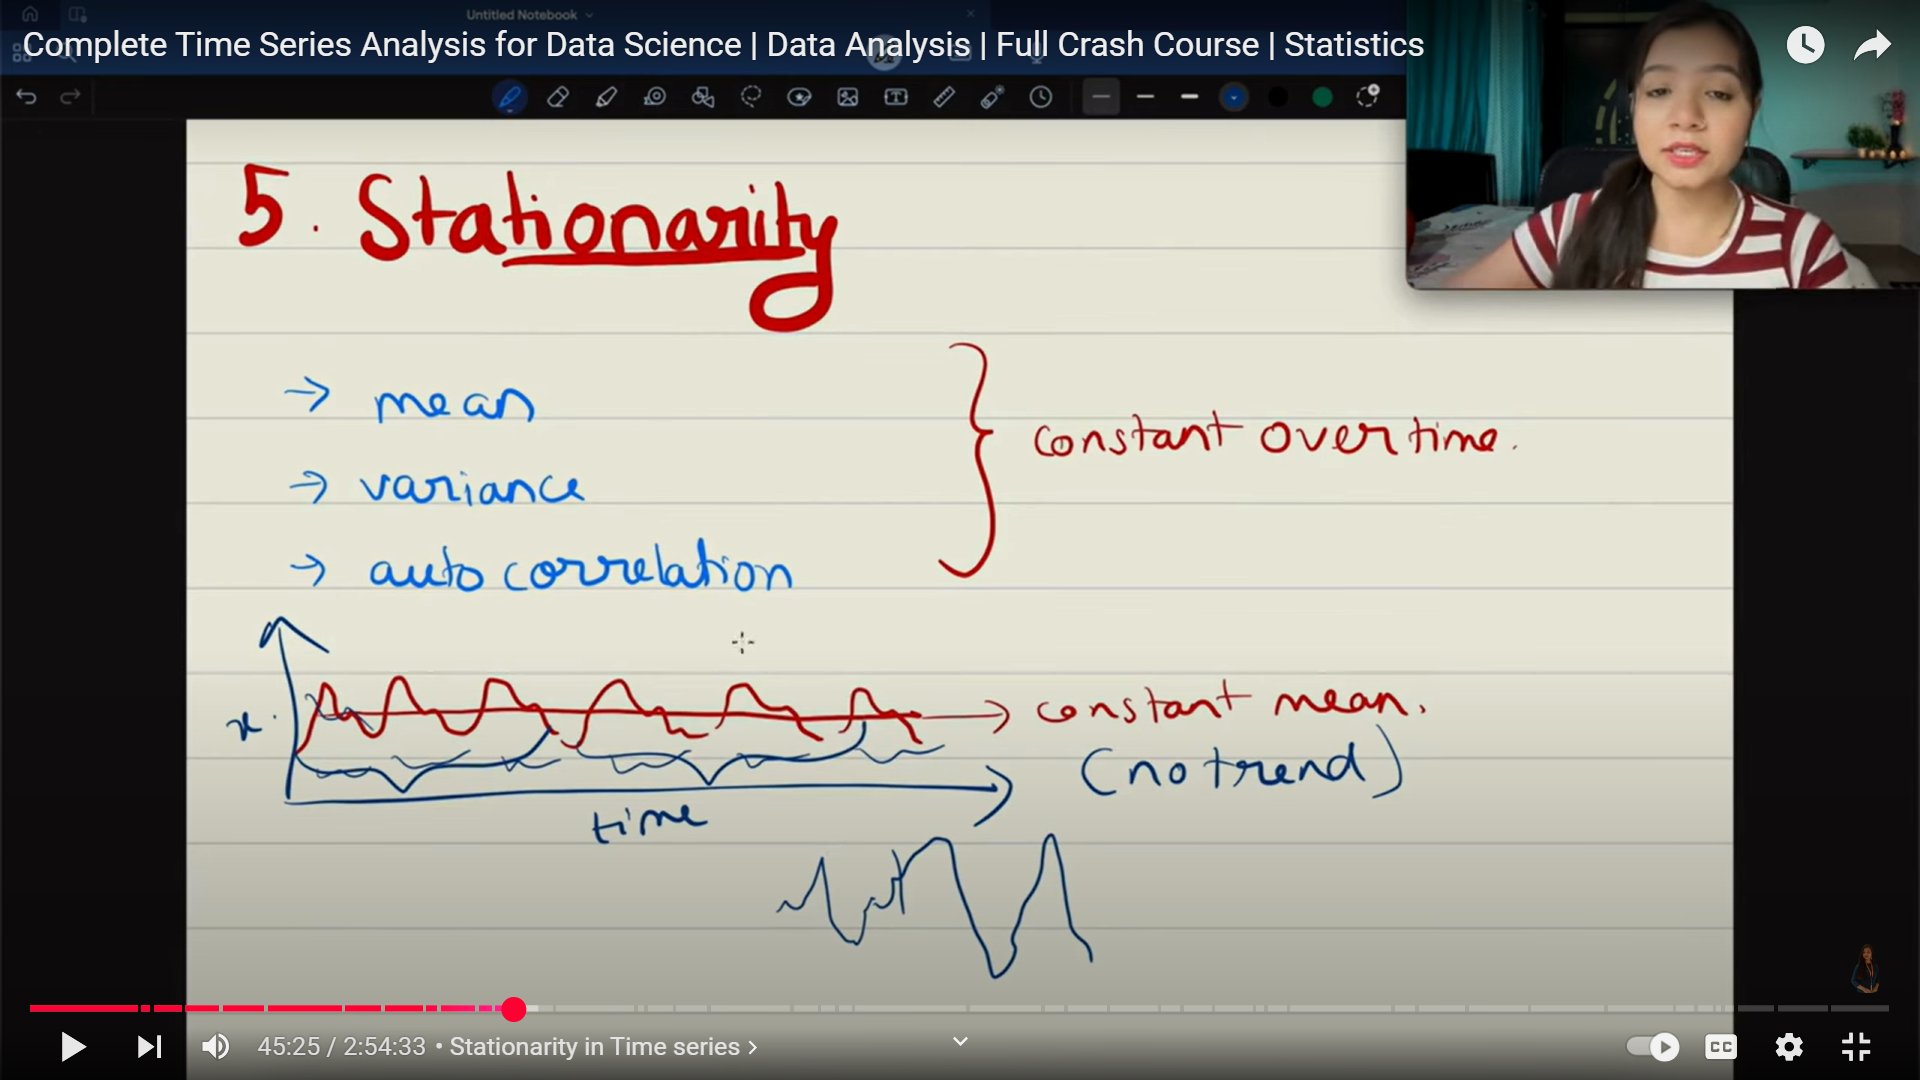 Untitled Notebook
Complete Time Series Analysis for Data Science | Data Analysis | Full Crash Course | Statistics
5. Stationarity
→ mean
→ variance
→ auto correlation
constant over time.
x
→ constant mean.
(no trend)
time
45:25 / 2:54:33 • Stationarity in Time series >
CC